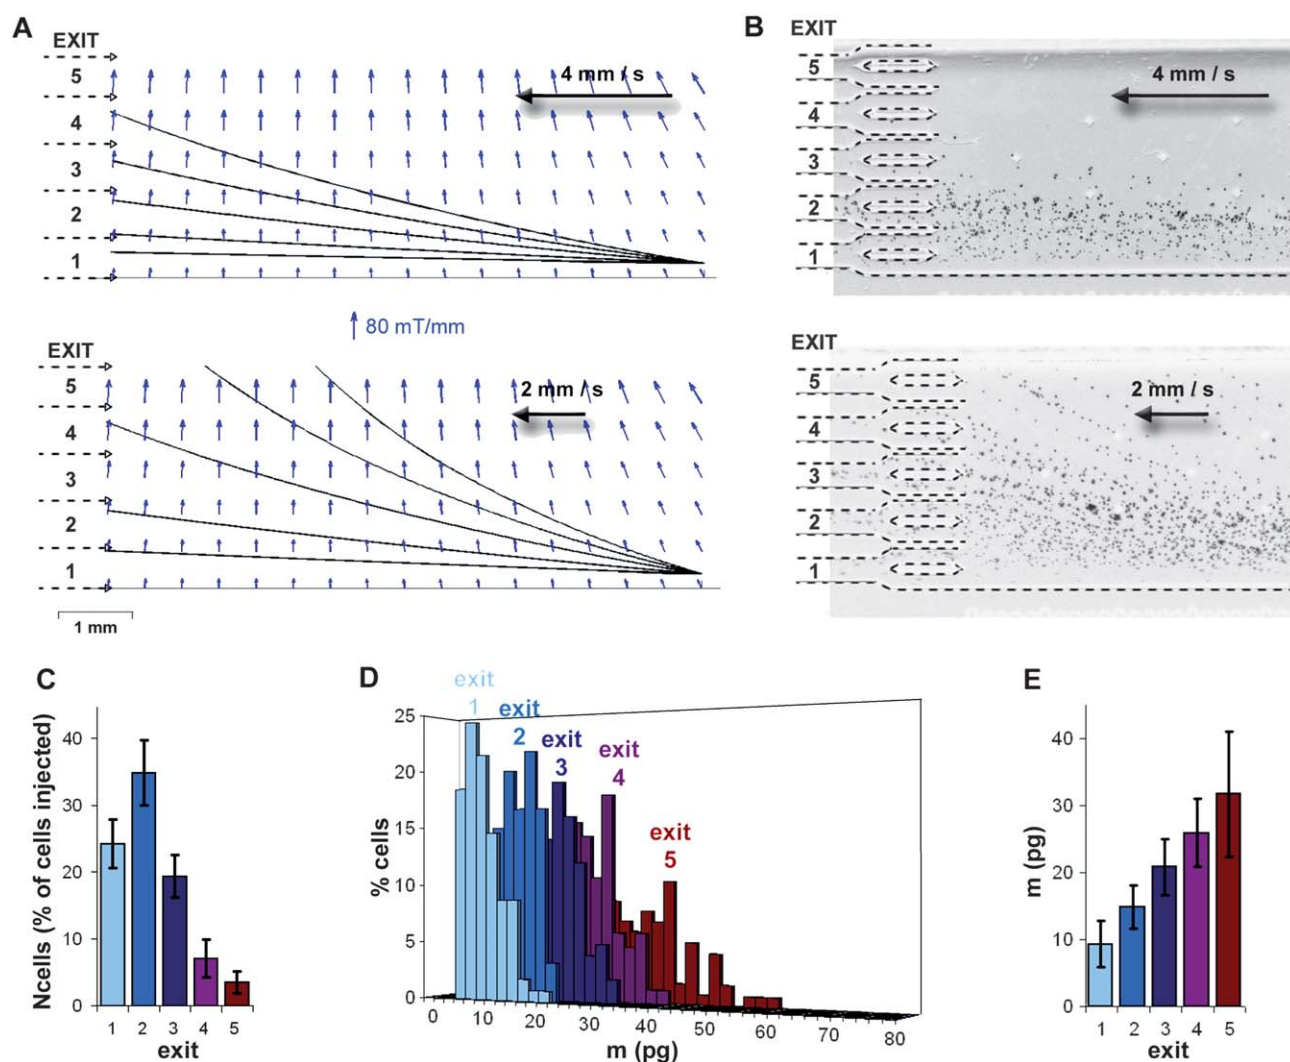 A
EXIT
5
4
3
2
1
4 mm / s
80 mT/mm
EXIT
5
4
3
2
1
2 mm / s
1 mm
B
EXIT
5
4
3
2
1
4 mm / s
EXIT
5
4
3
2
1
2 mm / s
C
Ncells (% of cells injected)
40
30
20
10
0
1 2 3 4 5
exit
D
% cells
25
20
15
10
5
0
exit
1
exit
2
exit
3
exit
4
exit
5
0 10 20 30 40 50 60 70 80
m (pg)
E
m (pg)
40
30
20
10
0
1 2 3 4 5
exit